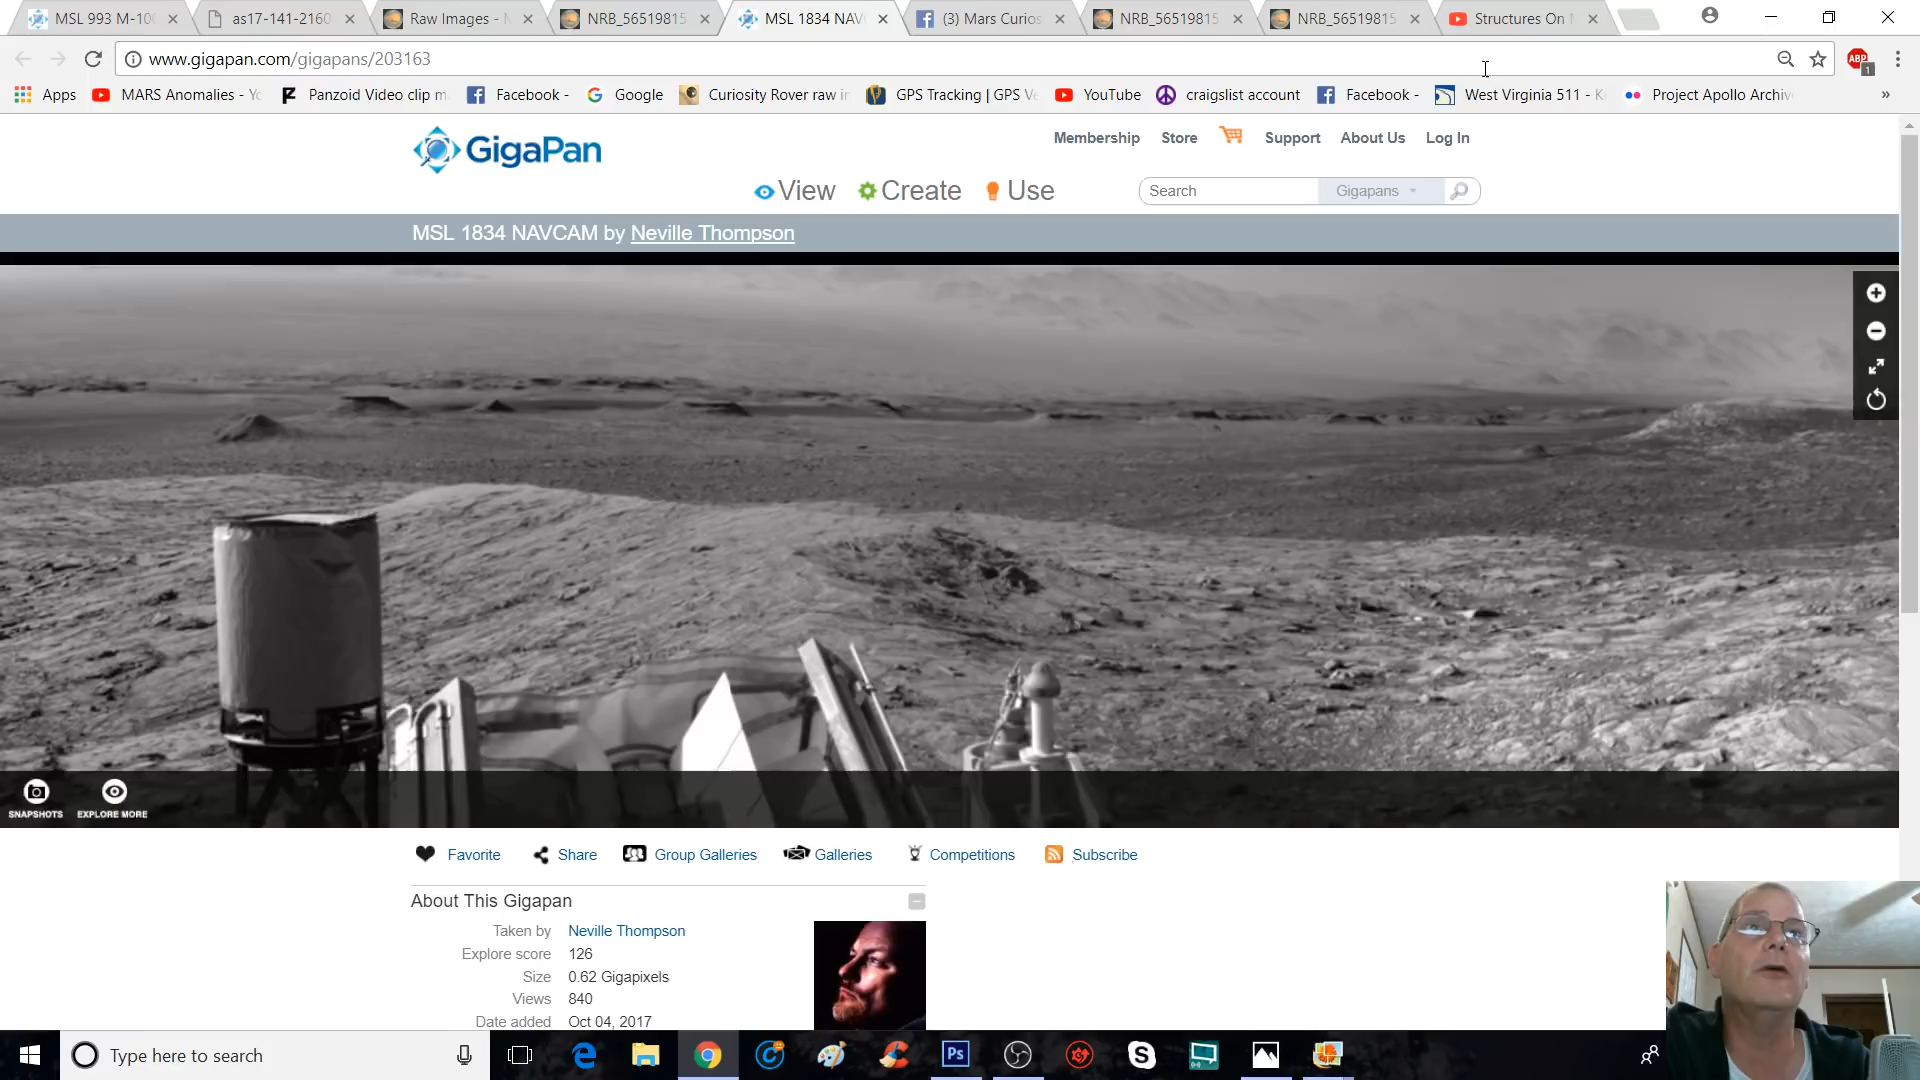 MSL 993 M-10
as17-141-2160
Raw Images - N
NRB_56519815
MSL 1834 NAV
(3) Mars Curios
NRB_56519815
NRB_56519815
Structures On M
www.gigapan.com/gigapans/203163
ABP
1
Apps
MARS Anomalies - Yo
Panzoid Video clip m
Facebook -
Google
Curiosity Rover raw in
GPS Tracking | GPS Ve
YouTube
craigslist account
Facebook -
West Virginia 511 - K
Project Apollo Archiv
»
GigaPan
Membership
Store
Support
About Us
Log In
View
Create
Use
Search
Gigapans
MSL 1834 NAVCAM by Neville Thompson
SNAPSHOTS
EXPLORE MORE
Favorite
Share
Group Galleries
Galleries
Competitions
Subscribe
About This Gigapan
Taken by Neville Thompson
Explore score 126
Size 0.62 Gigapixels
Views 840
Date added Oct 04, 2017
Type here to search
Ps